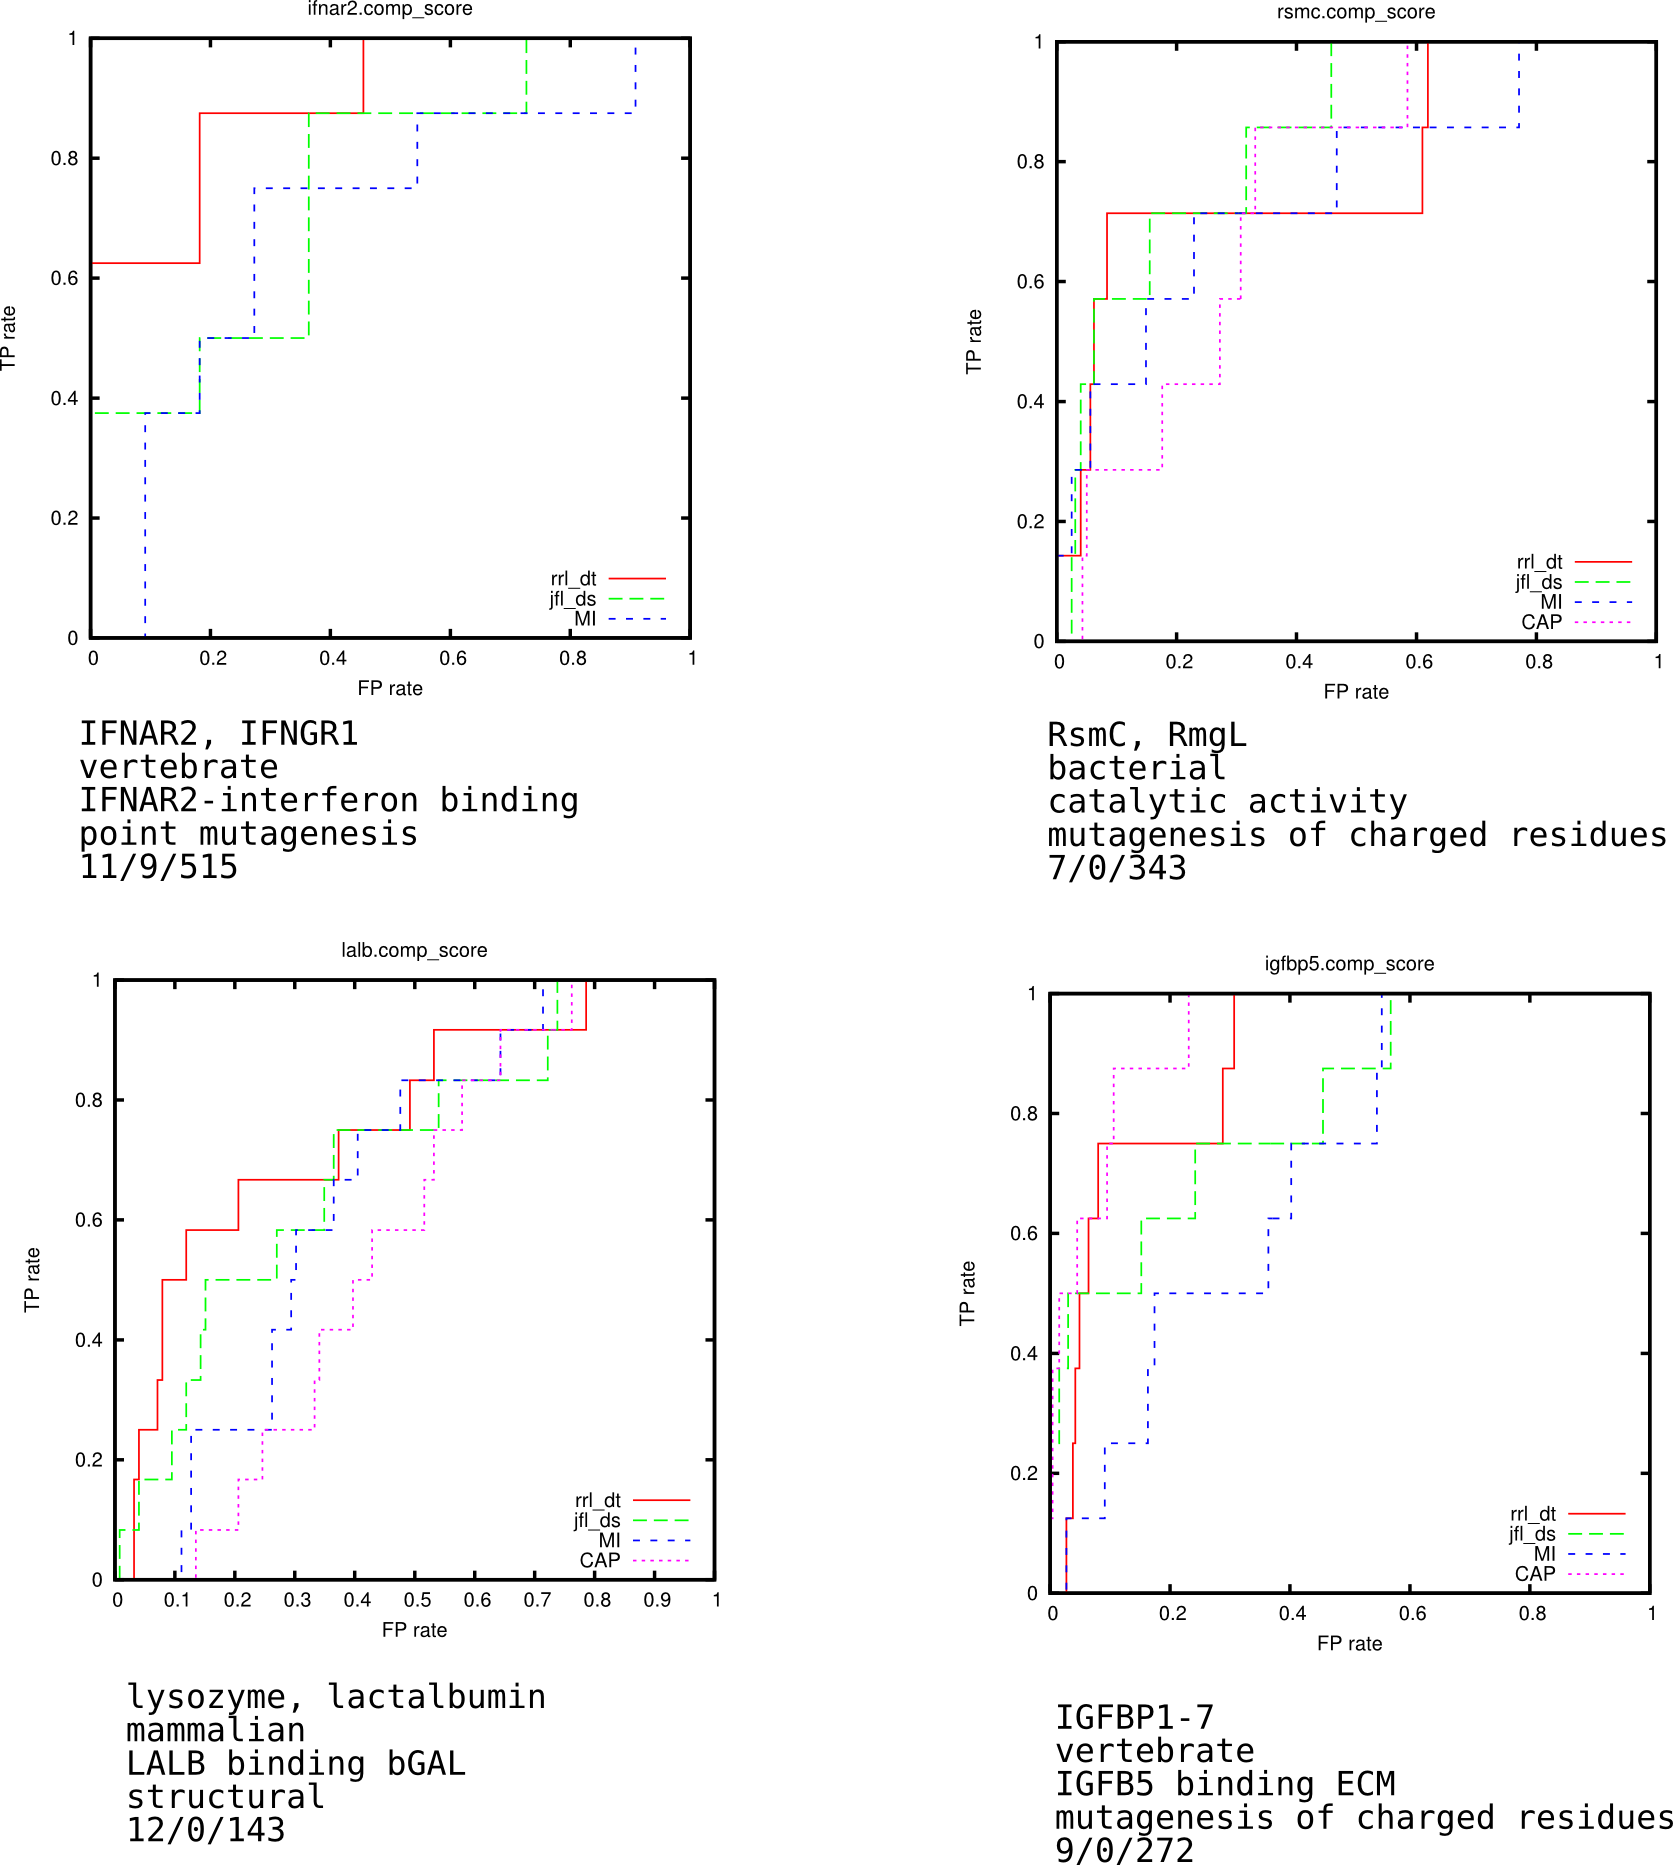 ifnar2.comp_score
1
0.8
0.6
0.4
0.2
0
TP rate
rrl_dt
jfl_ds
MI
0 0.2 0.4 0.6 0.8 1
FP rate
IFNAR2, IFNGR1
vertebrate
IFNAR2-interferon binding
point mutagenesis
11/9/515
rsmc.comp_score
1
0.8
0.6
0.4
0.2
0
TP rate
rrl_dt
jfl_ds
MI
CAP
0 0.2 0.4 0.6 0.8 1
FP rate
RsmC, RmgL
bacterial
catalytic activity
mutagenesis of charged residues
7/0/343
lalb.comp_score
1
0.8
0.6
0.4
0.2
0
TP rate
rrl_dt
jfl_ds
MI
CAP
0 0.1 0.2 0.3 0.4 0.5 0.6 0.7 0.8 0.9 1
FP rate
lysozyme, lactalbumin
mammalian
LALB binding bGAL
structural
12/0/143
igfbp5.comp_score
1
0.8
0.6
0.4
0.2
0
TP rate
rrl_dt
jfl_ds
MI
CAP
0 0.2 0.4 0.6 0.8 1
FP rate
IGFBP1-7
vertebrate
IGFB5 binding ECM
mutagenesis of charged residues
9/0/272